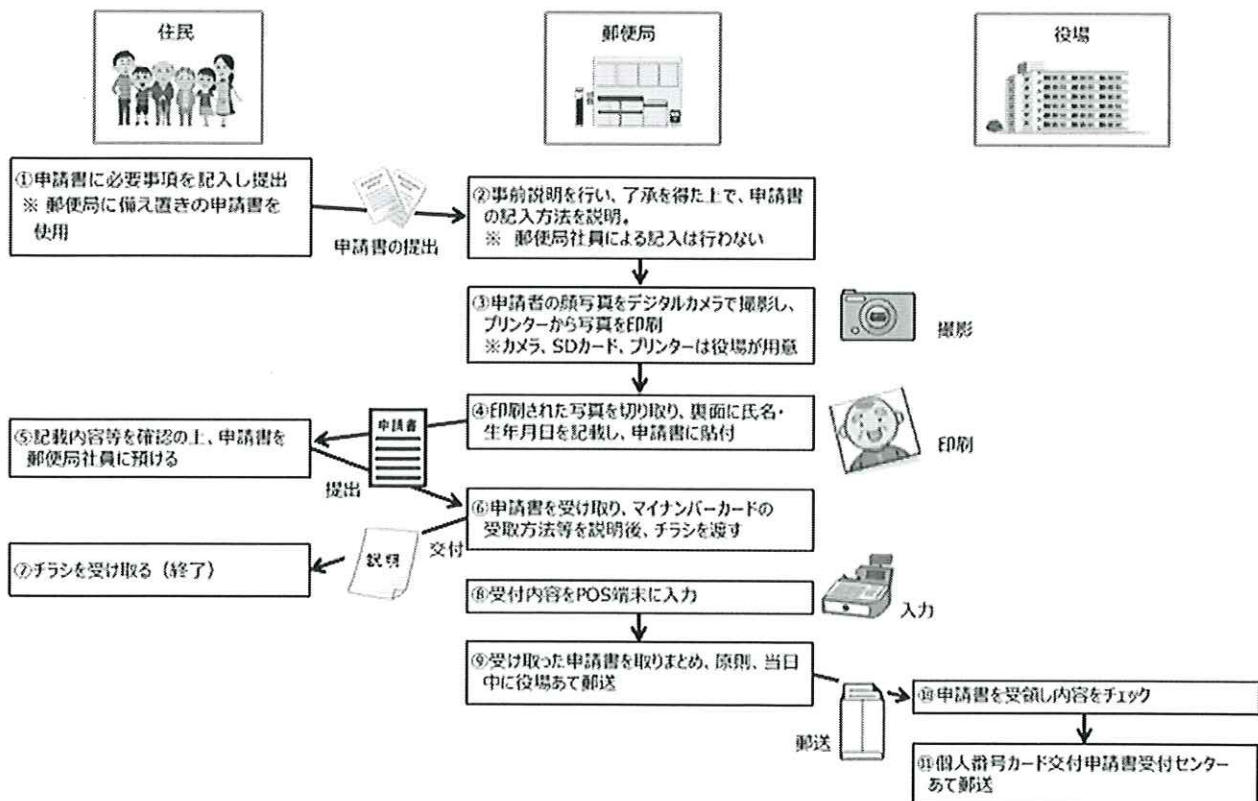 住民
郵便局
役場
①申請書に必要事項を記入し提出
※ 郵便局に備え置きの申請書を
使用
申請書の提出
②事前説明を行い、了承を得た上で、申請書
の記入方法を説明。
※ 郵便局社員による記入は行わない
③申請者の顔写真をデジタルカメラで撮影し、
プリンターから写真を印刷
※カメラ、SDカード、プリンターは役場が用意
撮影
④印刷された写真を切り取り、裏面に氏名・
生年月日を記載し、申請書に貼付
印刷
申請書
⑤記載内容等を確認の上、申請書を
郵便局社員に預ける
提出
⑥申請書を受け取り、マイナンバーカードの
受取方法等を説明後、チラシを渡す
交付
説明
⑦チラシを受け取る（終了）
⑧受付内容をPOS端末に入力
入力
⑨受け取った申請書を取りまとめ、原則、当日
中に役場あて郵送
郵送
⑩申請書を受領し内容をチェック
⑪個人番号カード交付申請書受付センター
あて郵送